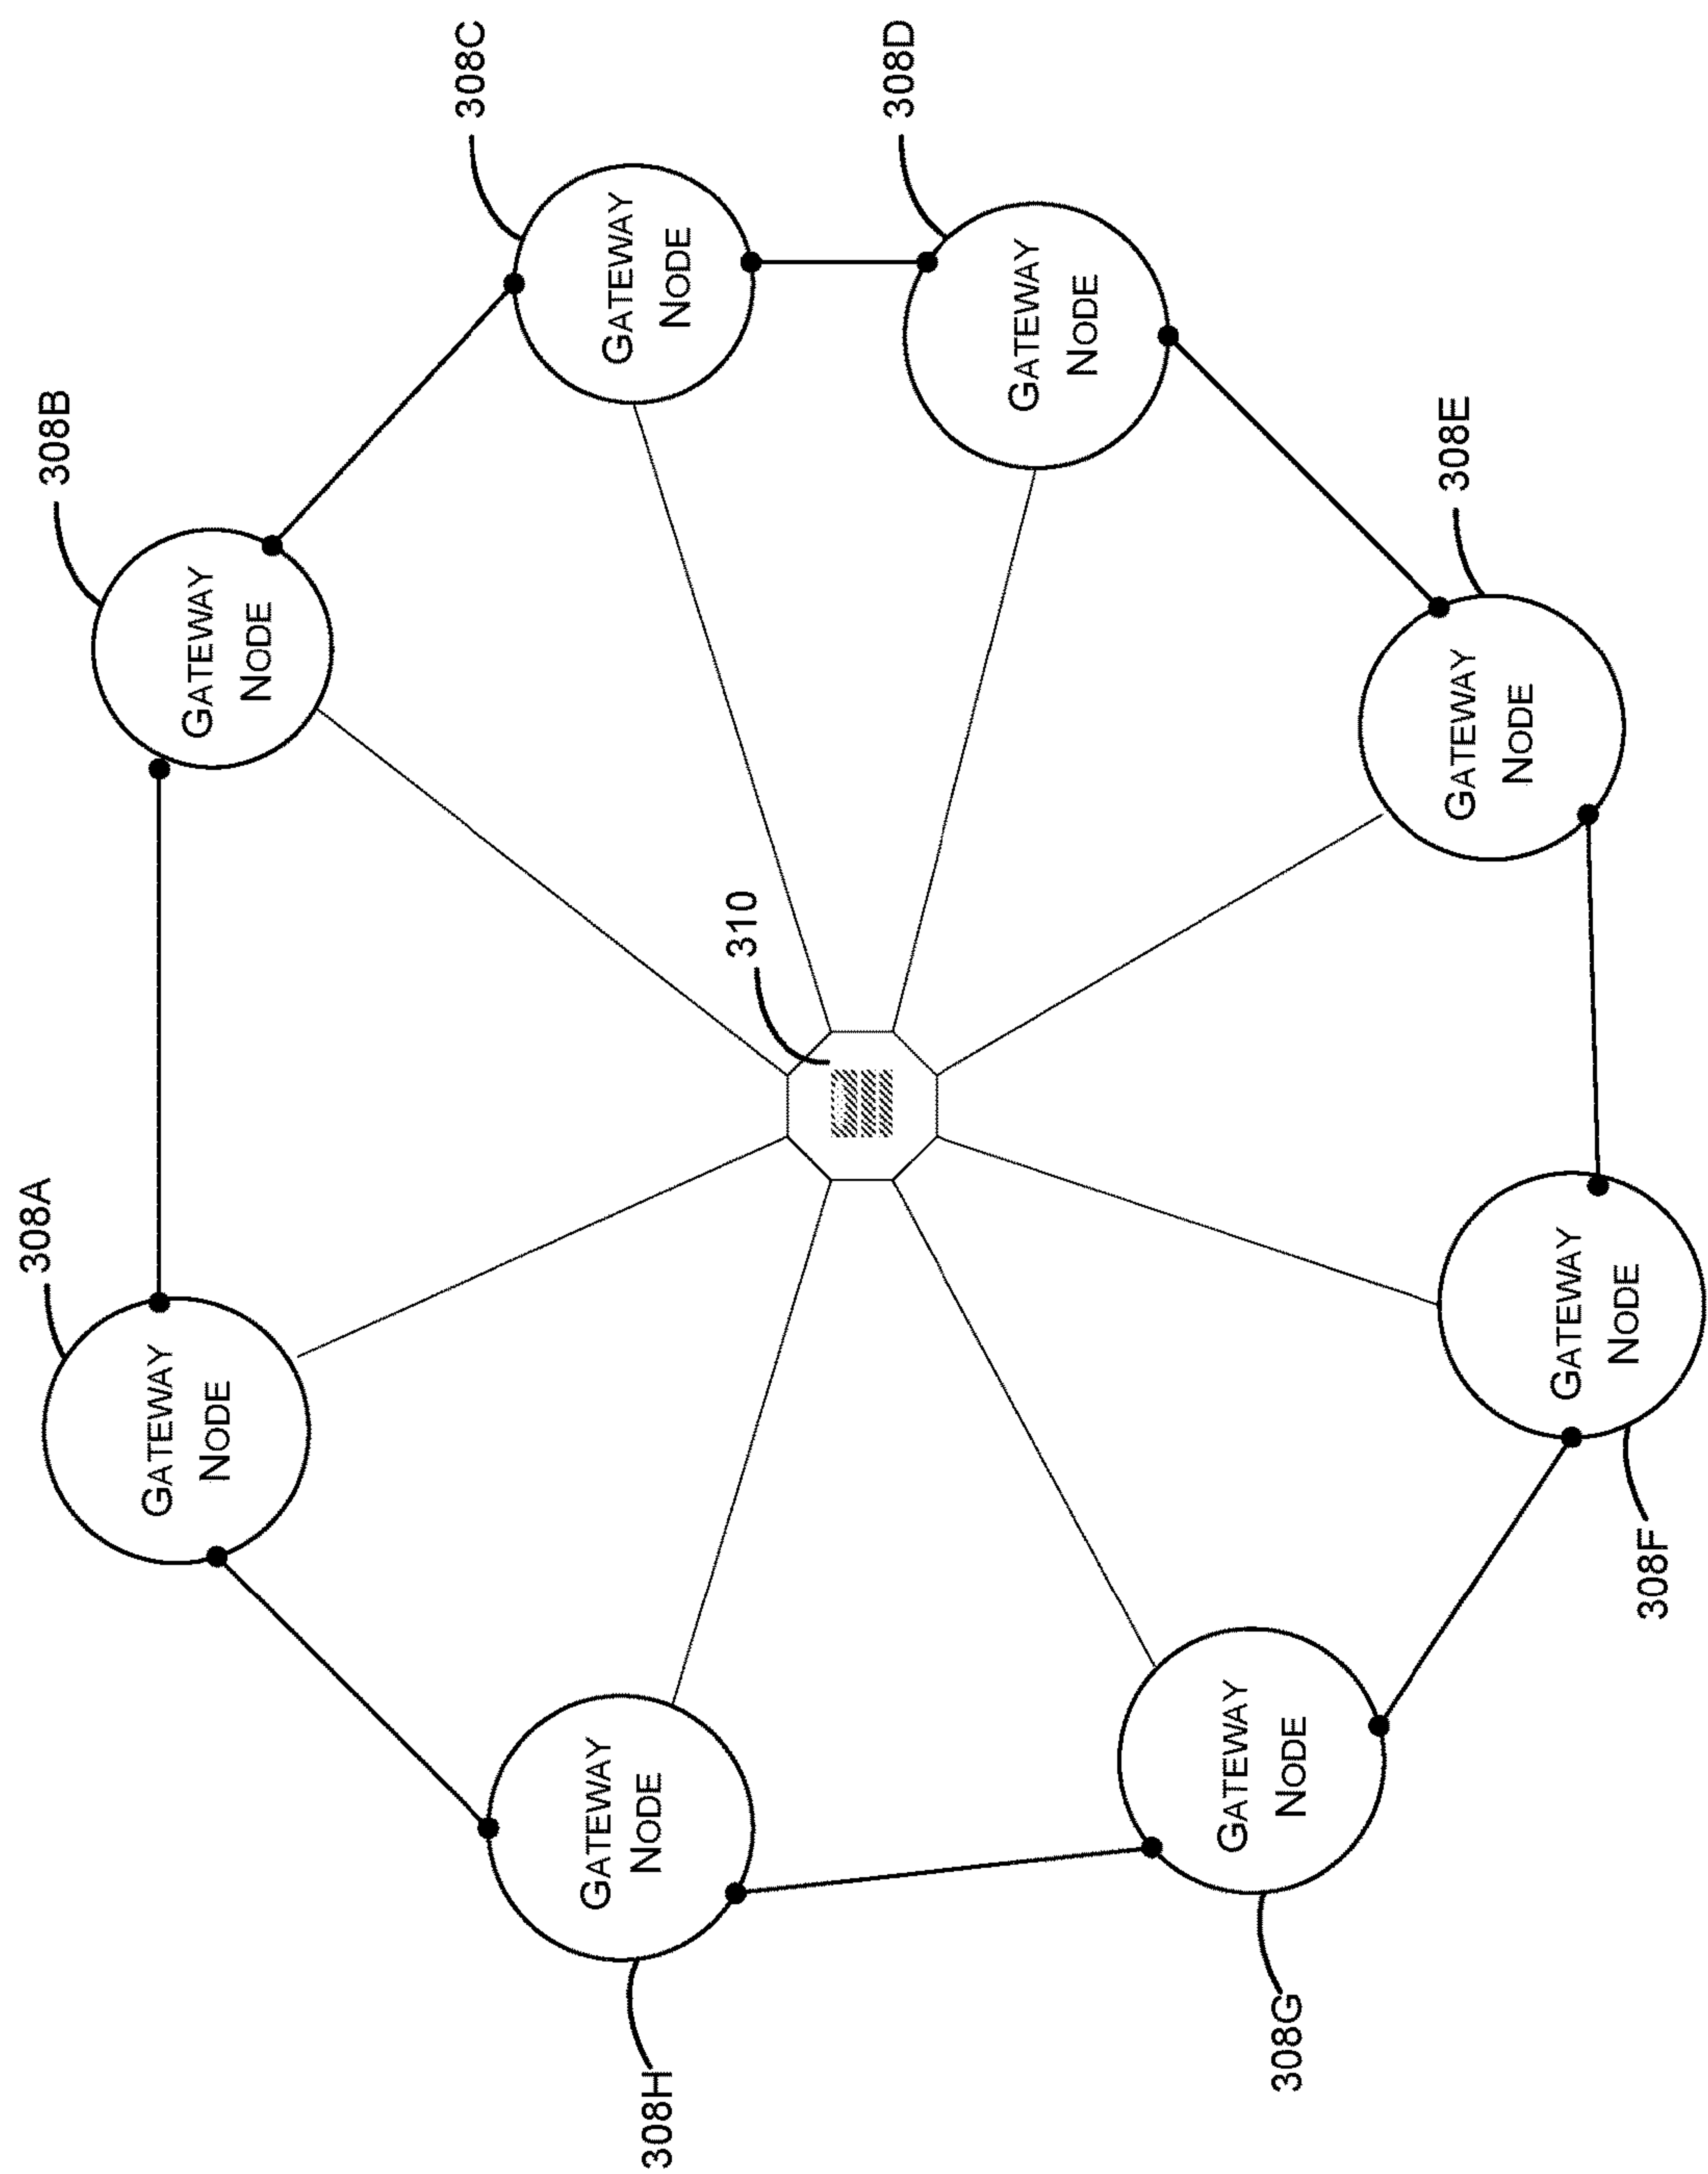 308A
GATEWAY
NODE
308B
GATEWAY
NODE
308C
GATEWAY
NODE
308D
GATEWAY
NODE
308E
GATEWAY
NODE
308F
GATEWAY
NODE
308G
GATEWAY
NODE
308H
GATEWAY
NODE
310